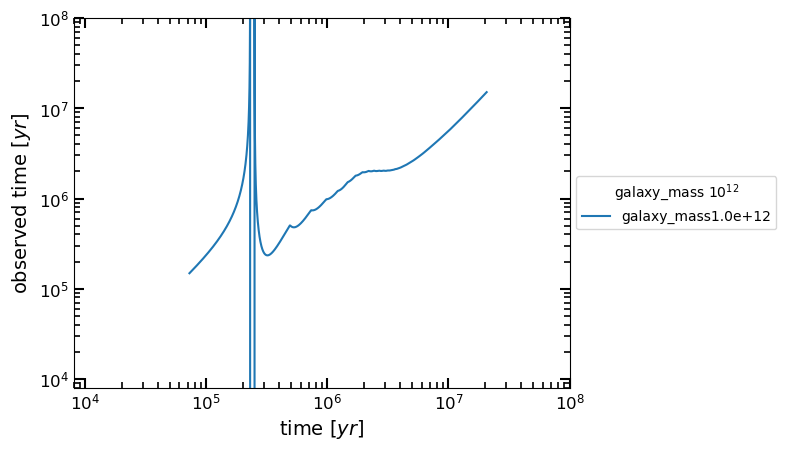 10^8
10^7
10^6
10^5
10^4
observed time [yr]
10^4 10^5 10^6 10^7 10^8
time [yr]
galaxy_mass 10^12
galaxy_mass1.0e+12